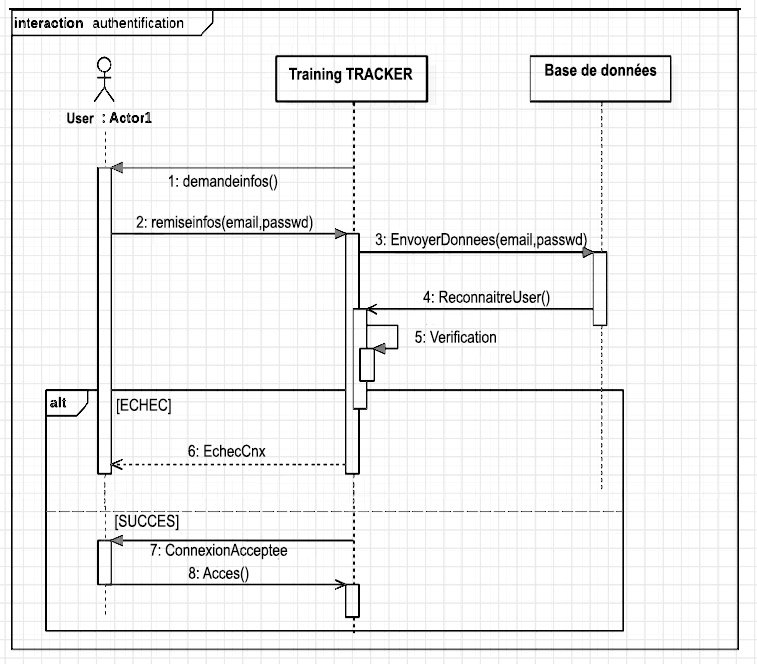 interaction authentification
Training TRACKER
Base de données
User : Actor1
1: demandeinfos()
2: remiseinfos(email,passwd)
3: EnvoyerDonnees(email,passwd)
4: ReconnaitreUser()
5: Verification
alt
[ECHEC]
6: EchecCnx
[SUCCES]
7: ConnexionAcceptee
8: Acces()